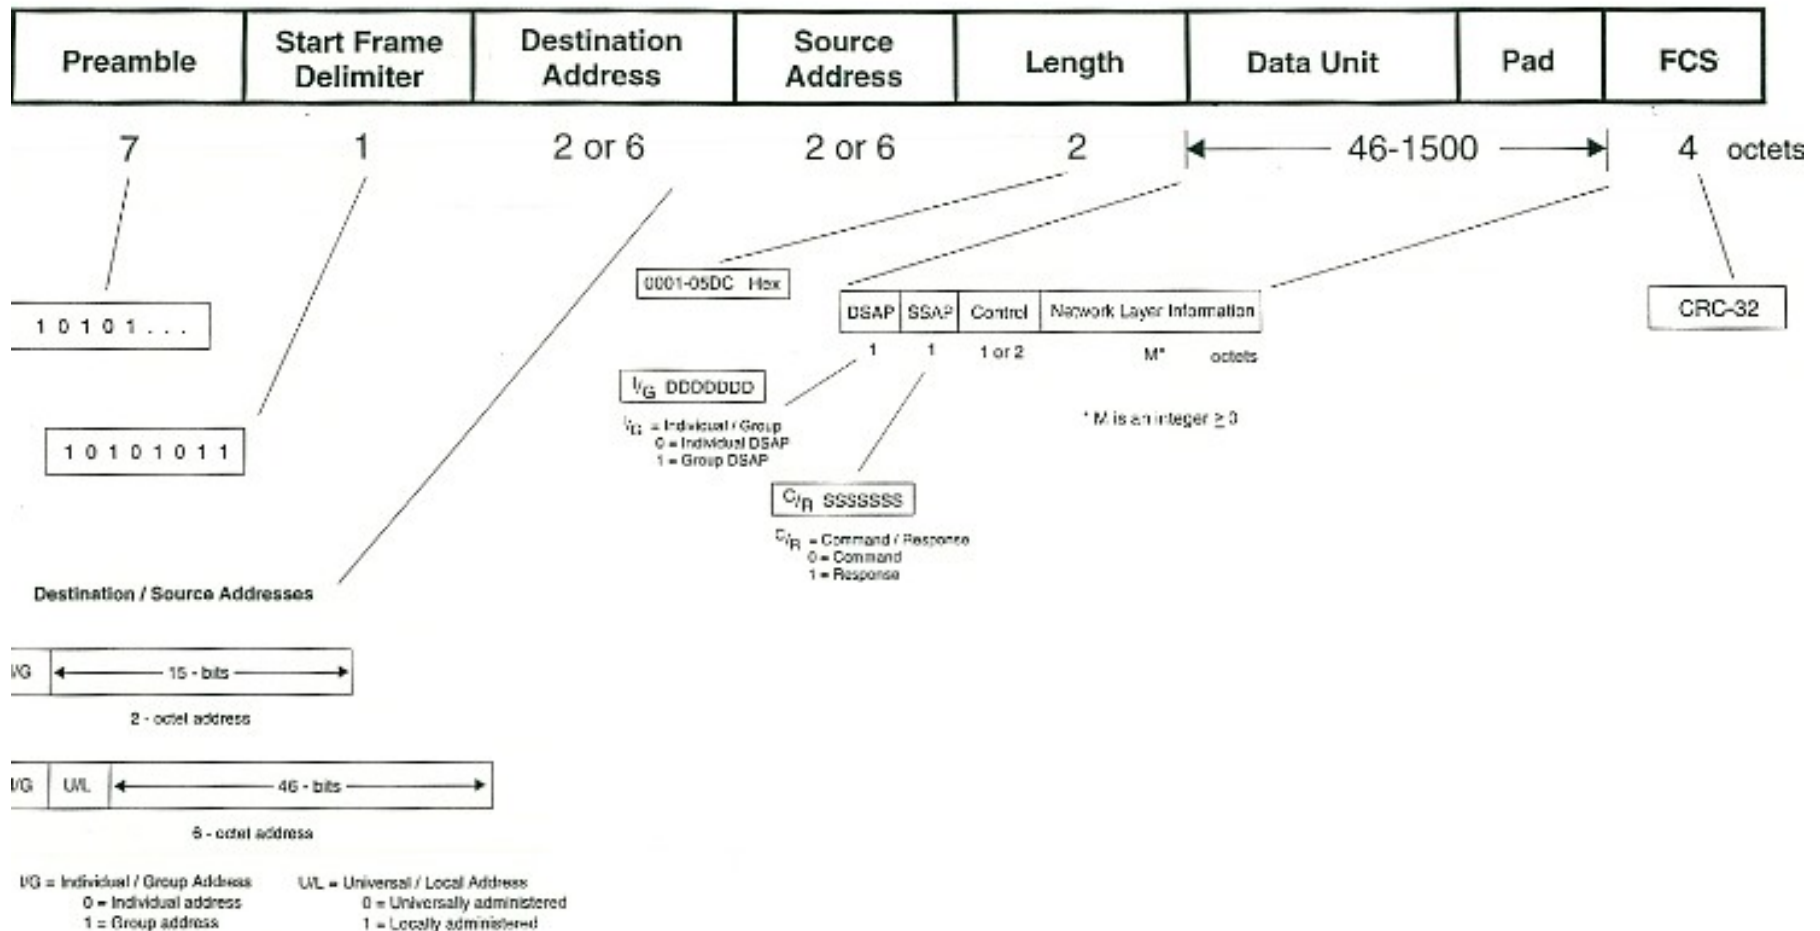 Preamble
Start Frame
Delimiter
Destination
Address
Source
Address
Length
Data Unit
Pad
FCS
7
1
2 or 6
2 or 6
2
46-1500
4 octets
0001-05DC Hex
DSAP SSAP Control Network Layer Information
1 1 1 or 2 M* octets
CRC-32
1 0 1 0 1 . . .
I/G DDDDDDD
I/G = Individual / Group
0 = Individual DSAP
1 = Group DSAP
* M is an integer ≥ 0
1 0 1 0 1 0 1 1
C/R SSSSSSS
C/R = Command / Response
0 = Command
1 = Response
Destination / Source Addresses
I/G 15 - bits
2 - octet address
I/G U/L 46 - bits
6 - octet address
I/G = Individual / Group Address
0 = Individual address
1 = Group address
U/L = Universal / Local Address
0 = Universally administered
1 = Locally administered